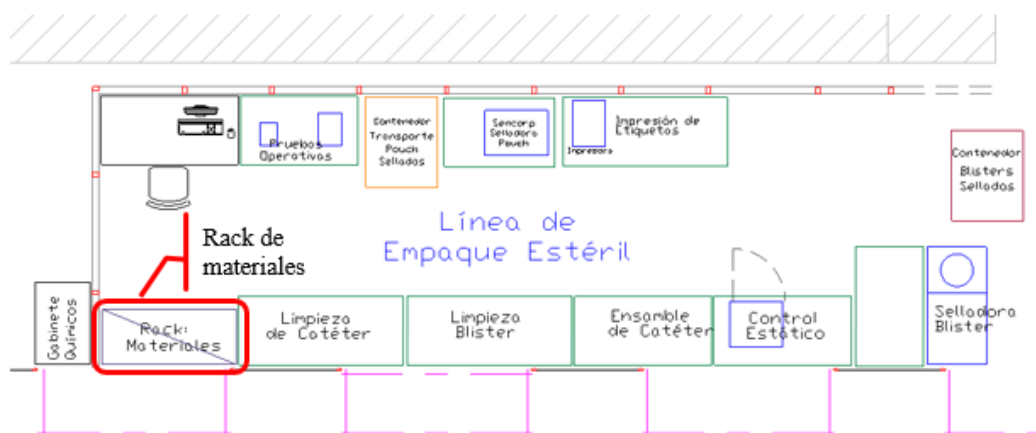 Pruebas
Operativas
Contenedor
Transporte
Pouch
Sellados
Sencorp
Selladora
Pouch
Impresión de
Etiquetas
Impresora
Contenedor
Blisters
Sellados
Línea de
Empaque Estéril
Rack de
materiales
Gabinete
Químicos
Rack:
Materiales
Limpieza
de Catéter
Limpieza
Blister
Ensamble
de Catéter
Control
Estático
Selladora
Blister